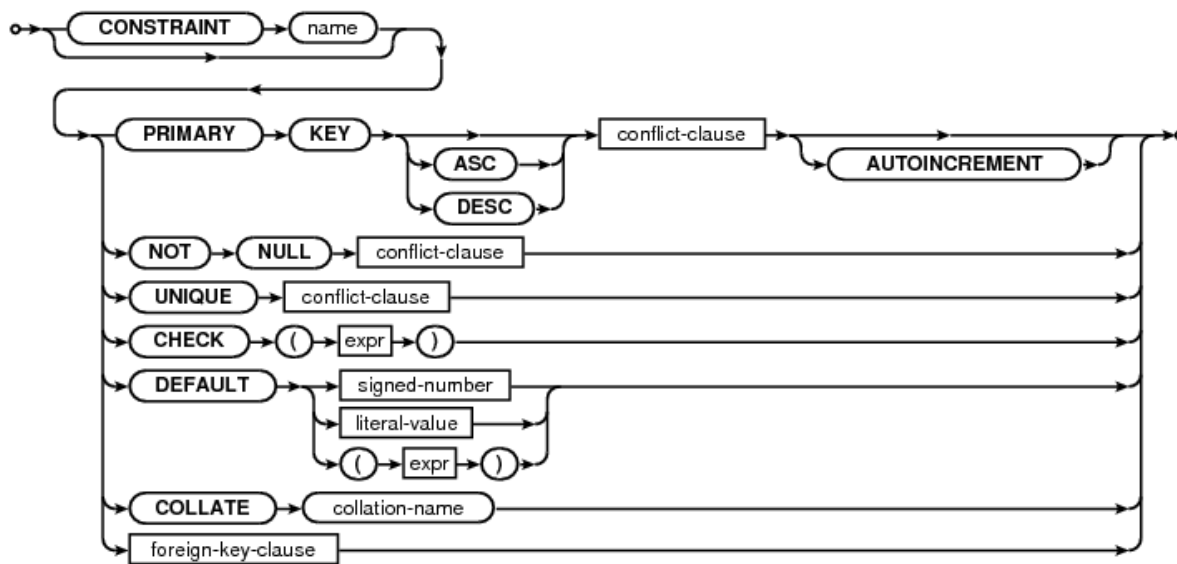 CONSTRAINT name
PRIMARY KEY conflict-clause
ASC AUTOINCREMENT
DESC
NOT NULL conflict-clause
UNIQUE conflict-clause
CHECK ( expr )
DEFAULT signed-number
literal-value
( expr )
COLLATE collation-name
foreign-key-clause